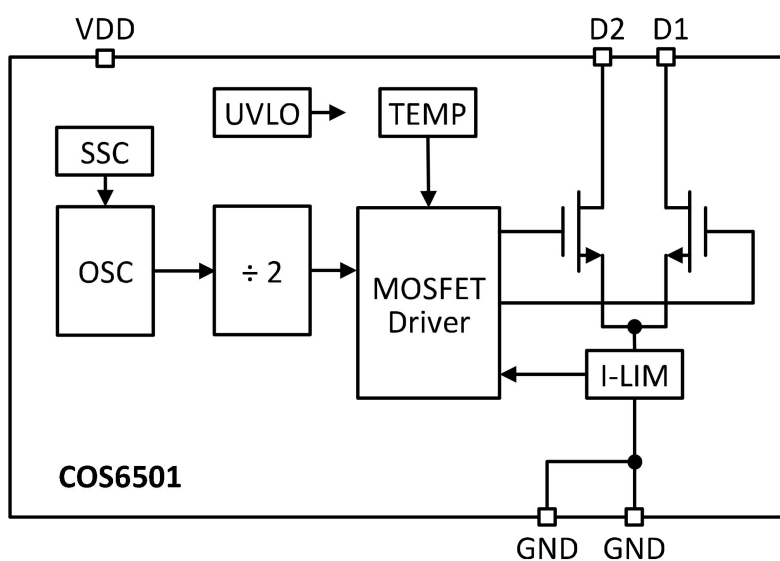 VDD
D2
D1
UVLO
TEMP
SSC
OSC
÷ 2
MOSFET
Driver
I-LIM
COS6501
GND
GND